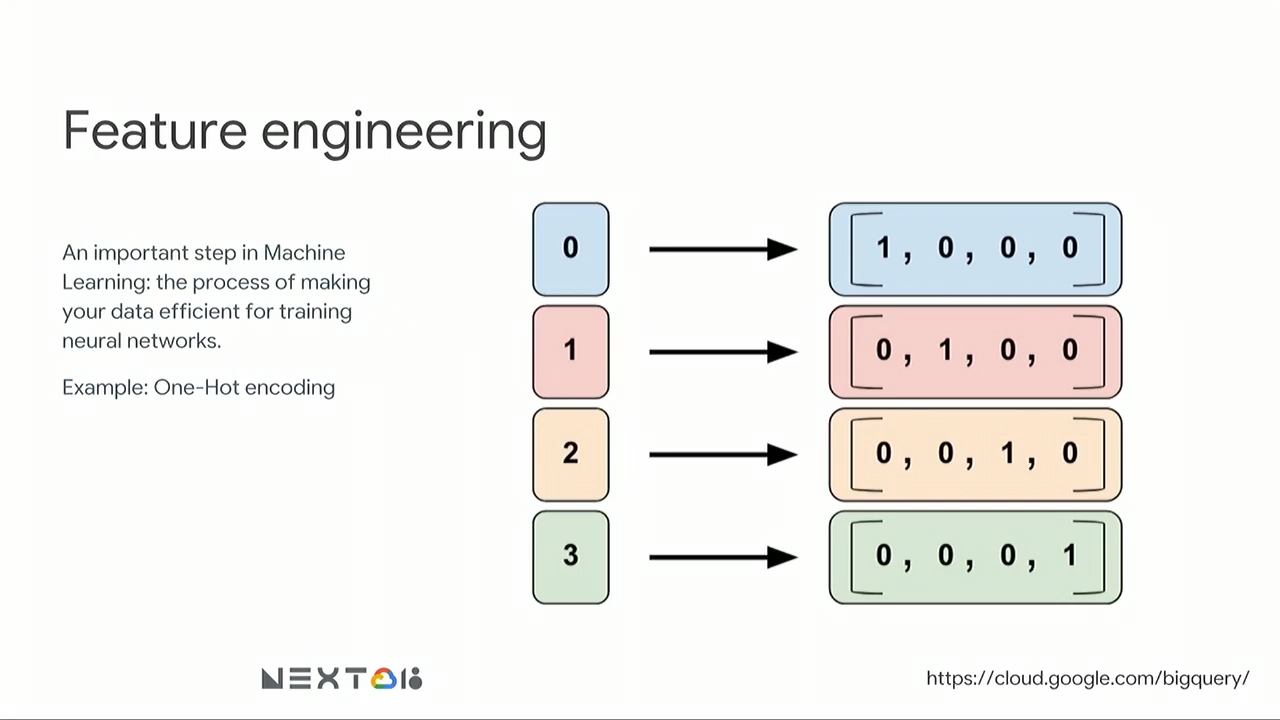 Feature engineering
An important step in Machine
Learning: the process of making
your data efficient for training
neural networks.
Example: One-Hot encoding
0 [1, 0, 0, 0]
1 [0, 1, 0, 0]
2 [0, 0, 1, 0]
3 [0, 0, 0, 1]
NEXT 18
https://cloud.google.com/bigquery/